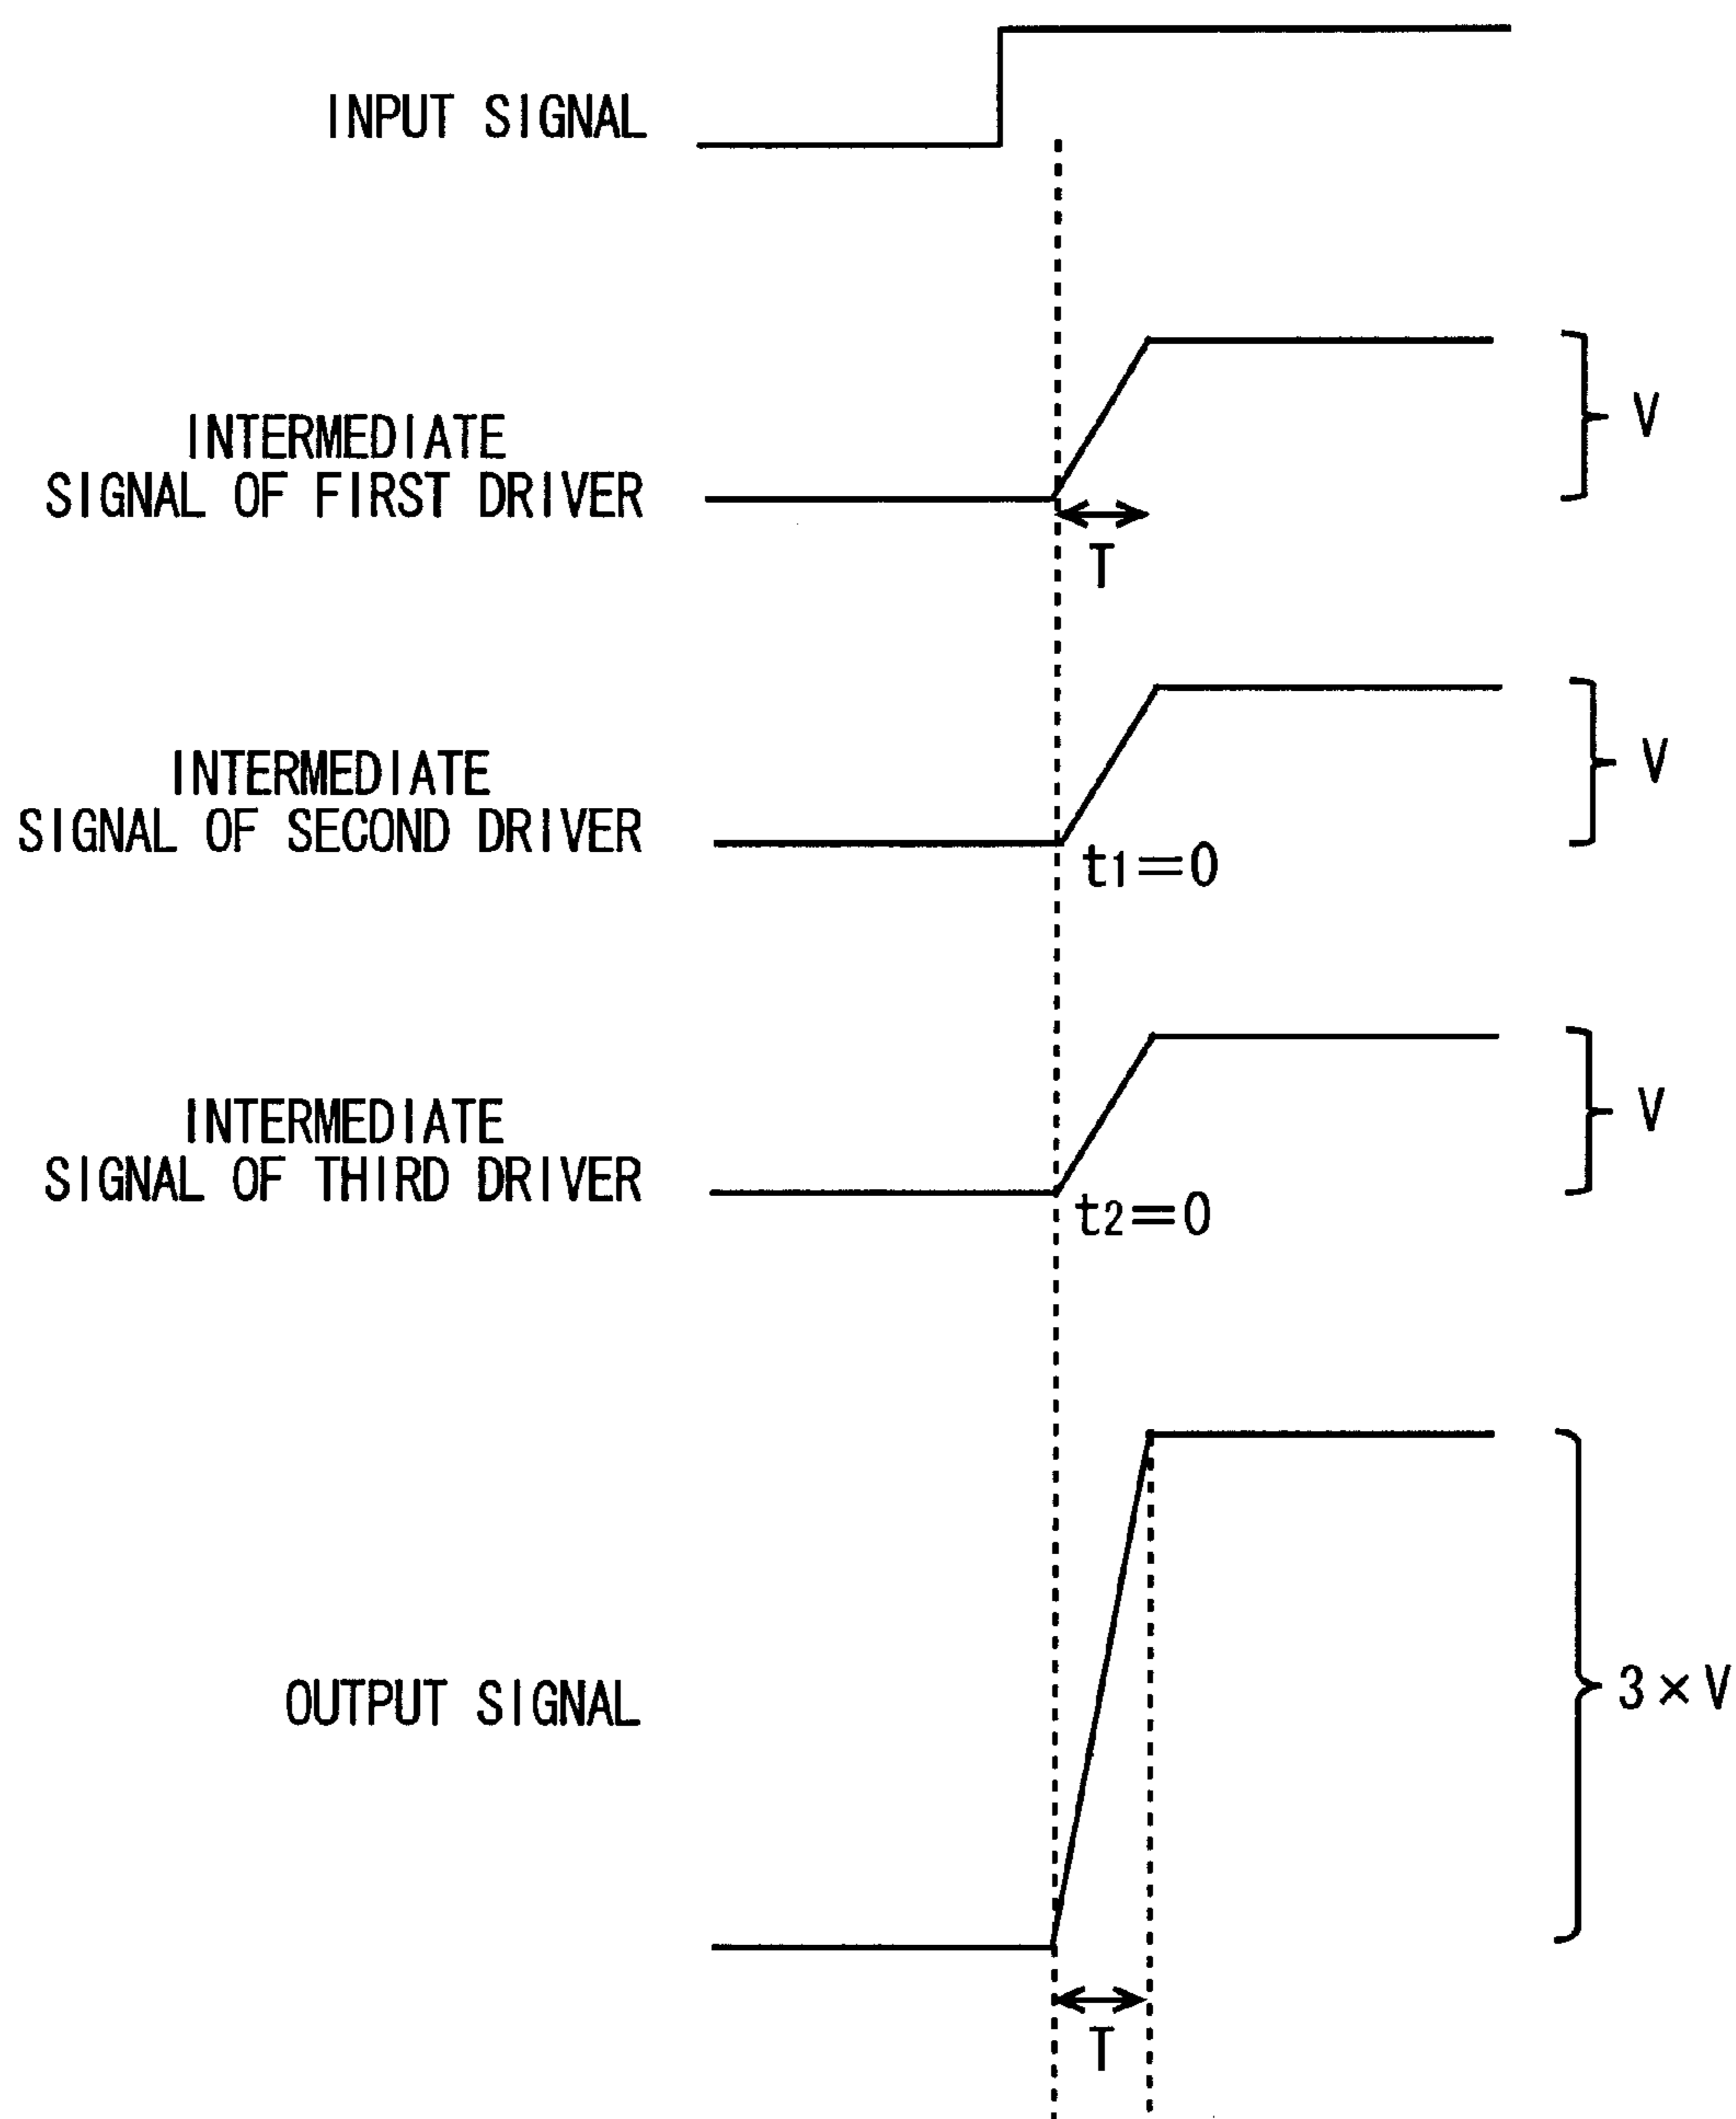 INPUT SIGNAL
INTERMEDIATE
SIGNAL OF FIRST DRIVER
V
T
INTERMEDIATE
SIGNAL OF SECOND DRIVER
V
t1=0
INTERMEDIATE
SIGNAL OF THIRD DRIVER
V
t2=0
OUTPUT SIGNAL
3×V
T